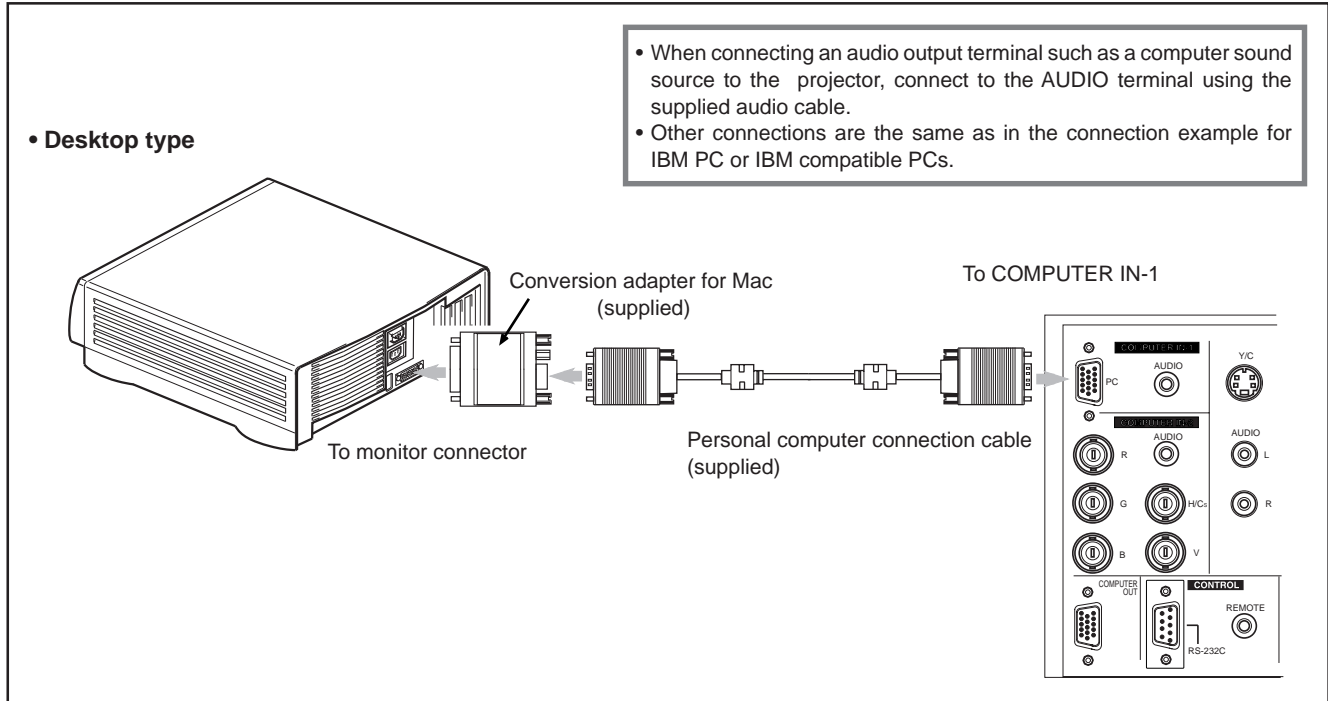 • When connecting an audio output terminal such as a computer sound
source to the projector, connect to the AUDIO terminal using the
supplied audio cable.
• Other connections are the same as in the connection example for
IBM PC or IBM compatible PCs.
• Desktop type
Conversion adapter for Mac
(supplied)
To COMPUTER IN-1
To monitor connector
Personal computer connection cable
(supplied)
COMPUTER IN-1
PC
AUDIO
Y/C
AUDIO
R
AUDIO
L
G
H/Cs
R
B
V
COMPUTER
OUT
CONTROL
REMOTE
RS-232C